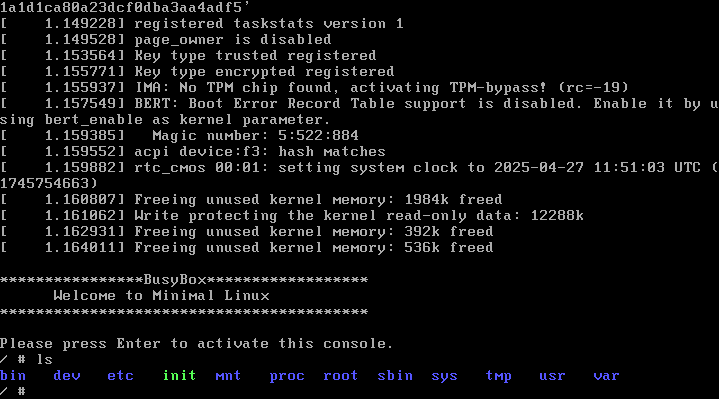 1a1d1ca80a23dcf0dba3aa4adf5'
[    1.149228] registered taskstats version 1
[    1.149528] page_owner is disabled
[    1.153564] Key type trusted registered
[    1.155771] Key type encrypted registered
[    1.155937] IMA: No TPM chip found, activating TPM-bypass! (rc=-19)
[    1.157549] BERT: Boot Error Record Table support is disabled. Enable it by u
sing bert_enable as kernel parameter.
[    1.159385]   Magic number: 5:522:884
[    1.159552] acpi device:f3: hash matches
[    1.159882] rtc_cmos 00:01: setting system clock to 2025-04-27 11:51:03 UTC (
1745754663)
[    1.160807] Freeing unused kernel memory: 1984k freed
[    1.161062] Write protecting the kernel read-only data: 12288k
[    1.162931] Freeing unused kernel memory: 392k freed
[    1.164011] Freeing unused kernel memory: 536k freed
****************BusyBox******************
      Welcome to Minimal Linux
*****************************************
Please press Enter to activate this console.
/ # ls
bin   dev   etc   init  mnt   proc  root  sbin  sys   tmp   usr   var
/ #